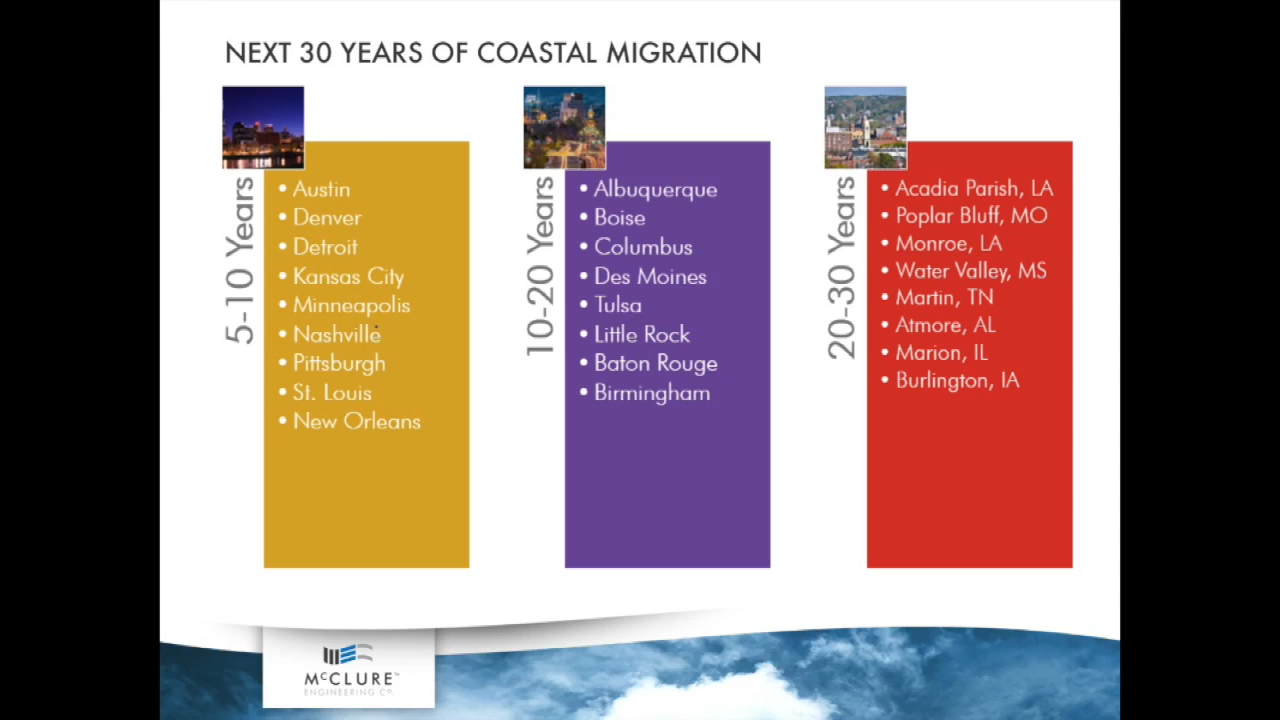 NEXT 30 YEARS OF COASTAL MIGRATION
5-10 Years
• Austin
• Denver
• Detroit
• Kansas City
• Minneapolis
• Nashville
• Pittsburgh
• St. Louis
• New Orleans
10-20 Years
• Albuquerque
• Boise
• Columbus
• Des Moines
• Tulsa
• Little Rock
• Baton Rouge
• Birmingham
20-30 Years
• Acadia Parish, LA
• Poplar Bluff, MO
• Monroe, LA
• Water Valley, MS
• Martin, TN
• Atmore, AL
• Marion, IL
• Burlington, IA
McCLURE™
ENGINEERING CO.